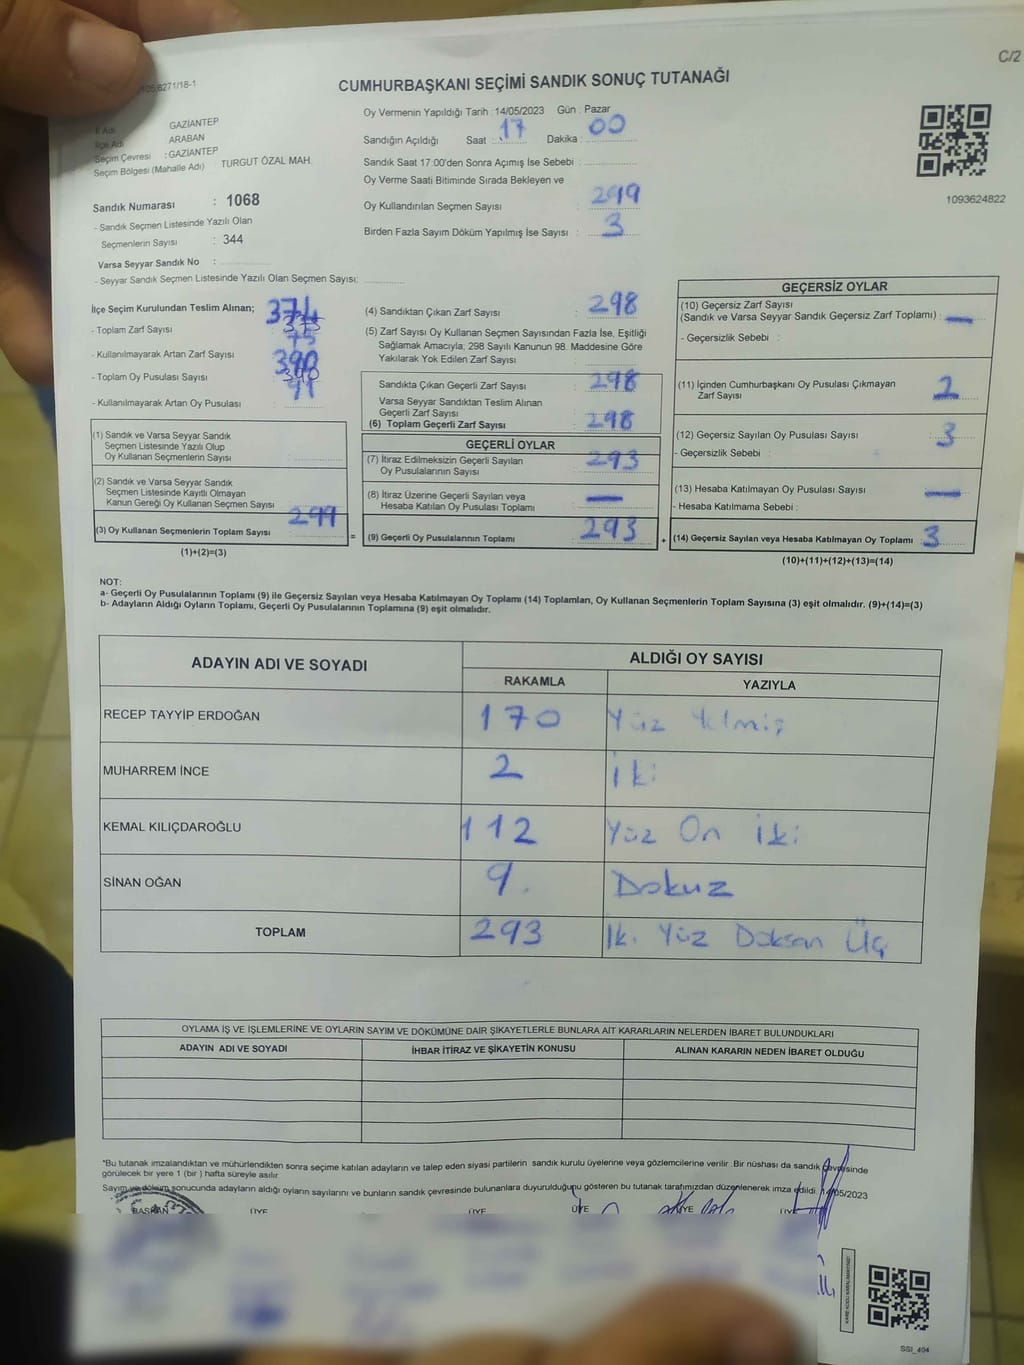 C/2
CUMHURBAŞKANI SEÇİMİ SANDIK SONUÇ TUTANAĞI
İl Adı GAZİANTEP
İlçe Adı ARABAN
Seçim Çevresi : GAZİANTEP
Seçim Bölgesi (Mahalle Adı) TURGUT ÖZAL MAH.
Sandık Numarası : 1068
- Sandık Seçmen Listesinde Yazılı Olan
Seçmenlerin Sayısı : 344
Varsa Seyyar Sandık No :
- Seyyar Sandık Seçmen Listesinde Yazılı Olan Seçmen Sayısı:
Oy Vermenin Yapıldığı Tarih : 14/05/2023 Gün : Pazar
Sandığın Açıldığı Saat : 17 Dakika : 00
Sandık Saat 17:00'den Sonra Açımış İse Sebebi :
Oy Verme Saati Bitiminde Sırada Bekleyen ve
Oy Kullandırılan Seçmen Sayısı : 299
Birden Fazla Sayım Döküm Yapılmış İse Sayısı : 3
1093624822
İlçe Seçim Kurulundan Teslim Alınan; 374
- Toplam Zarf Sayısı : 375
- Kullanılmayarak Artan Zarf Sayısı 75
- Toplam Oy Pusulası Sayısı 390 390
- Kullanılmayarak Artan Oy Pusulası : 91
(1) Sandık ve Varsa Seyyar Sandık
Seçmen Listesinde Yazılı Olup
Oy Kullanan Seçmenlerin Sayısı :
(2) Sandık ve Varsa Seyyar Sandık
Seçmen Listesinde Kayıtlı Olmayan
Kanun Gereği Oy Kullanan Seçmen Sayısı :
(3) Oy Kullanan Seçmenlerin Toplam Sayısı : 299
(1)+(2)=(3)
(4) Sandıktan Çıkan Zarf Sayısı : 298
(5) Zarf Sayısı Oy Kullanan Seçmen Sayısından Fazla İse, Eşitliği
Sağlamak Amacıyla; 298 Sayılı Kanunun 98. Maddesine Göre
Yakılarak Yok Edilen Zarf Sayısı :
Sandıkta Çıkan Geçerli Zarf Sayısı : 298
Varsa Seyyar Sandıktan Teslim Alınan
Geçerli Zarf Sayısı :
(6) Toplam Geçerli Zarf Sayısı : 298
GEÇERLİ OYLAR
(7) İtiraz Edilmeksizin Geçerli Sayılan
Oy Pusulalarının Sayısı : 293
(8) İtiraz Üzerine Geçerli Sayılan veya
Hesaba Katılan Oy Pusulası Toplamı : —
= (9) Geçerli Oy Pusulalarının Toplamı : 293
GEÇERSİZ OYLAR
(10) Geçersiz Zarf Sayısı
(Sandık ve Varsa Seyyar Sandık Geçersiz Zarf Toplamı) : —
- Geçersizlik Sebebi :
(11) İçinden Cumhurbaşkanı Oy Pusulası Çıkmayan
Zarf Sayısı : 2
(12) Geçersiz Sayılan Oy Pusulası Sayısı : 3
- Geçersizlik Sebebi :
(13) Hesaba Katılmayan Oy Pusulası Sayısı : —
- Hesaba Katılmama Sebebi :
+ (14) Geçersiz Sayılan veya Hesaba Katılmayan Oy Toplamı : 3
(10)+(11)+(12)+(13)=(14)
NOT:
a- Geçerli Oy Pusulalarının Toplamı (9) ile Geçersiz Sayılan veya Hesaba Katılmayan Oy Toplamı (14) Toplamları, Oy Kullanan Seçmenlerin Toplam Sayısına (3) eşit olmalıdır. (9)+(14)=(3)
b- Adayların Aldığı Oyların Toplamı, Geçerli Oy Pusulalarının Toplamına (9) eşit olmalıdır.
ADAYIN ADI VE SOYADI ALDIĞI OY SAYISI
RAKAMLA YAZIYLA
RECEP TAYYİP ERDOĞAN 170 Yüz
MUHARREM İNCE 2 İki
KEMAL KILIÇDAROĞLU 112 Yüz On İki
SİNAN OĞAN 9. Dokuz
TOPLAM 293 İki Yüz Doksan Üç
OYLAMA İŞ VE İŞLEMLERİNE VE OYLARIN SAYIM VE DÖKÜMÜNE DAİR ŞİKAYETLERLE BUNLARA AİT KARARLARIN NELERDEN İBARET BULUNDUKLARI
ADAYIN ADI VE SOYADI İHBAR İTİRAZ VE ŞİKAYETİN KONUSU ALINAN KARARIN NEDEN İBARET OLDUĞU
*Bu tutanak imzalandıktan ve mühürlendikten sonra seçime katılan adayların ve talep eden siyasi partilerin sandık kurulu üyelerine veya gözlemcilerine verilir. Bir nüshası da sandık çevresinde
görülecek bir yere 1 (bir ) hafta süreyle asılır.
Sayım ve döküm sonucunda adayların aldığı oyların sayılarını ve bunların sandık çevresinde bulunanlara duyurulduğunu gösteren bu tutanak tarafımızdan düzenlenerek imza edildi. 14/05/2023
BAŞKAN ÜYE ÜYE ÜYE ÜYE ÜYE
SSI_404